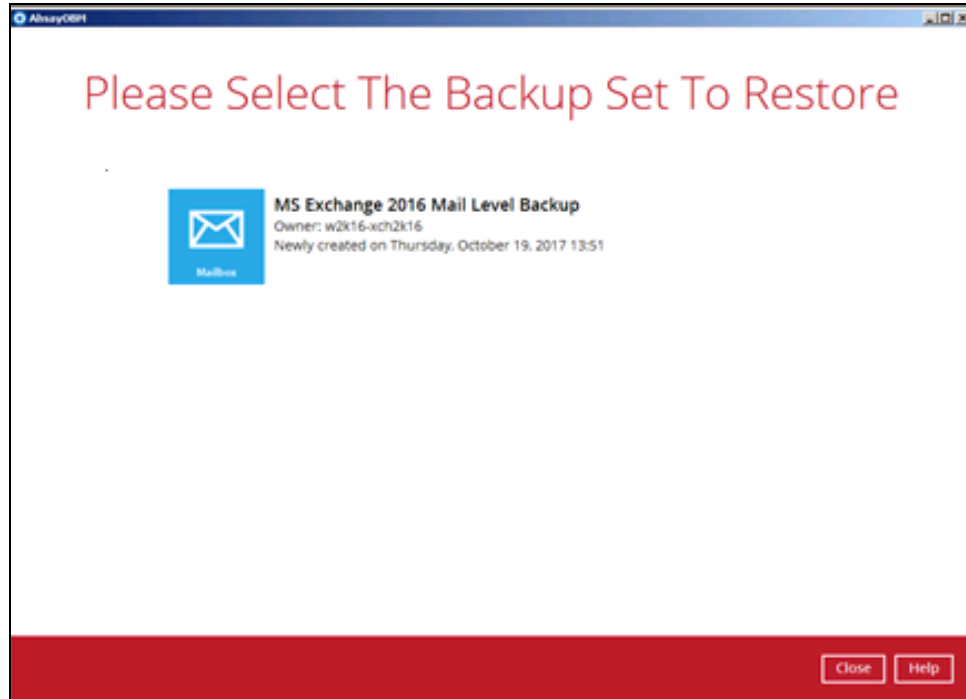 AhsayOBM
Please Select The Backup Set To Restore
MS Exchange 2016 Mail Level Backup
Owner: w2k16-xch2k16
Newly created on Thursday, October 19, 2017 13:51
Mailbox
Close Help